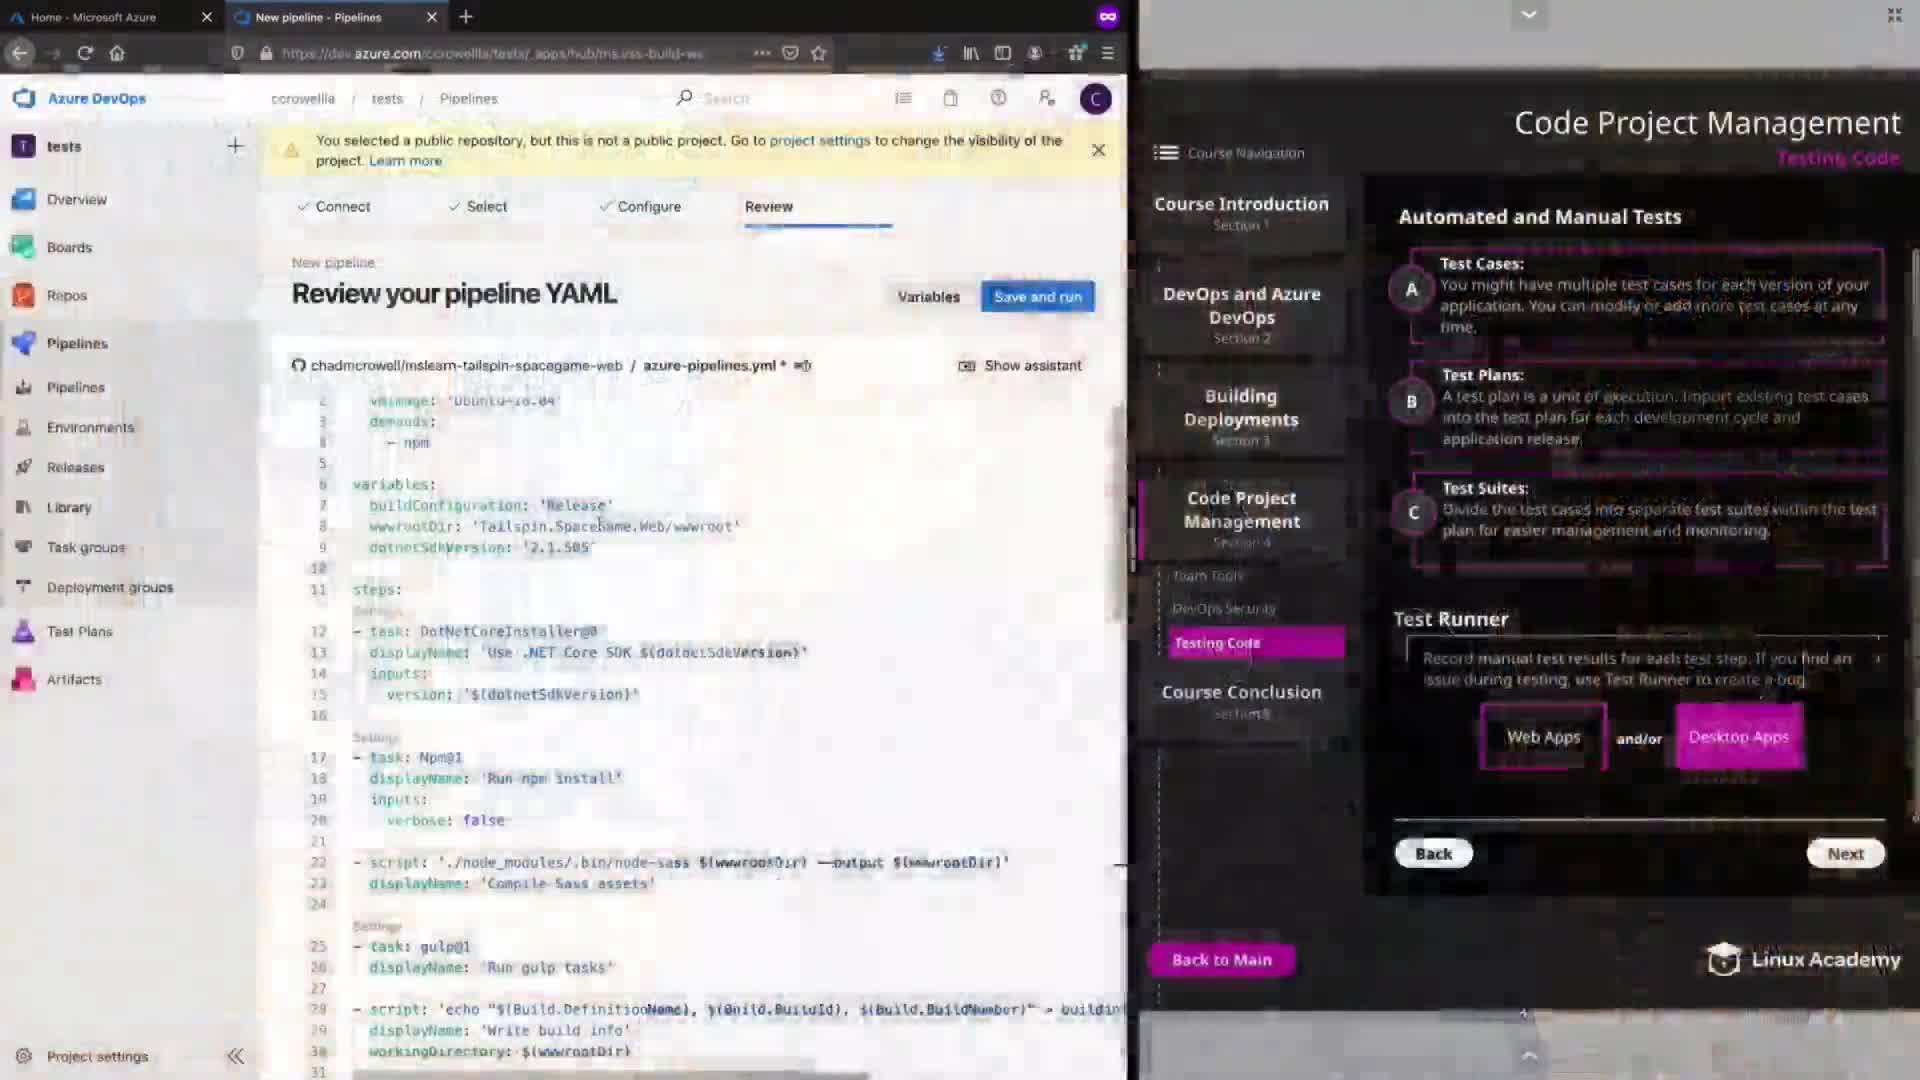 Home - Microsoft Azure
New pipeline - Pipelines
https://dev.azure.com/ccrowellla/tests/_apps/hub/ms.vss-build-we
Azure DevOps
ccrowellla / tests / Pipelines
Search
C
T tests
Overview
Boards
Repos
Pipelines
Pipelines
Environments
Releases
Library
Task groups
Deployment groups
Test Plans
Artifacts
Project settings
You selected a public repository, but this is not a public project. Go to project settings to change the visibility of the
project. Learn more
Connect
Select
Configure
Review
New pipeline
Review your pipeline YAML
Variables
Save and run
chadmcrowell/mslearn-tailspin-spacegame-web / azure-pipelines.yml *
Show assistant
2 vmImage: 'Ubuntu-16.04'
3 demands:
4 - npm
5
6 variables:
7 buildConfiguration: 'Release'
8 wwwrootDir: 'Tailspin.SpaceGame.Web/wwwroot'
9 dotnetSdkVersion: '2.1.505'
10
11 steps:
Settings
12 - task: DotNetCoreInstaller@0
13 displayName: 'Use .NET Core SDK $(dotnetSdkVersion)'
14 inputs:
15 version: '$(dotnetSdkVersion)'
16
Settings
17 - task: Npm@1
18 displayName: 'Run npm install'
19 inputs:
20 verbose: false
21
22 - script: './node_modules/.bin/node-sass $(wwwrootDir) --output $(wwwrootDir)'
23 displayName: 'Compile Sass assets'
24
Settings
25 - task: gulp@1
26 displayName: 'Run gulp tasks'
27
28 - script: 'echo "$(Build.DefinitionName), $(Build.BuildId), $(Build.BuildNumber)" > buildin
29 displayName: 'Write build info'
30 workingDirectory: $(wwwrootDir)
31
Code Project Management
Testing Code
Course Navigation
Course Introduction
Section 1
DevOps and Azure
DevOps
Section 2
Building
Deployments
Section 3
Code Project
Management
Section 4
Team Tools
DevOps Security
Testing Code
Course Conclusion
Section 5
Back to Main
Automated and Manual Tests
A
Test Cases:
You might have multiple test cases for each version of your
application. You can modify or add more test cases at any
time.
B
Test Plans:
A test plan is a unit of execution. Import existing test cases
into the test plan for each development cycle and
application release.
C
Test Suites:
Divide the test cases into separate test suites within the test
plan for easier management and monitoring.
Test Runner
Record manual test results for each test step. If you find an
issue during testing, use Test Runner to create a bug.
Web Apps
and/or
Desktop Apps
Back
Next
Linux Academy